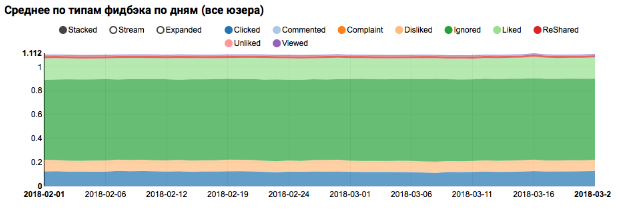 Среднее по типам фидбэка по дням (все юзера)
Stacked Stream Expanded Clicked Commented Complaint Disliked Ignored Liked ReShared
Unliked Viewed
1.112
1
0.8
0.6
0.4
0.2
0
2018-02-01 2018-02-06 2018-02-12 2018-02-19 2018-02-24 2018-03-01 2018-03-06 2018-03-11 2018-03-16 2018-03-2